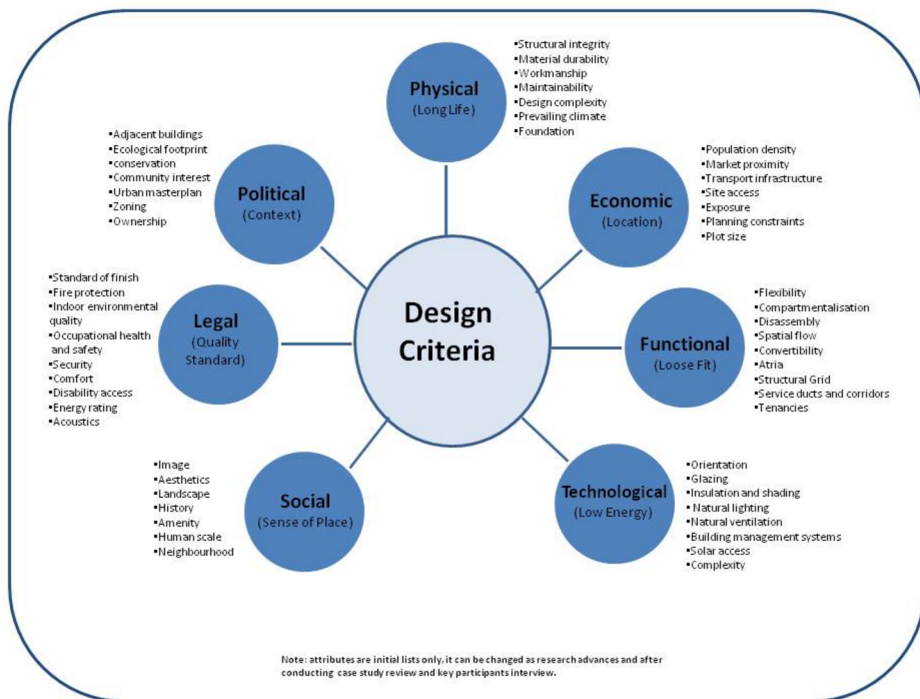 Physical
(Long Life)
▪Structural integrity
▪Material durability
▪Workmanship
▪Maintainability
▪Design complexity
▪Prevailing climate
▪Foundation
Economic
(Location)
▪Population density
▪Market proximity
▪Transport infrastructure
▪Site access
▪Exposure
▪Planning constraints
▪Plot size
Functional
(Loose Fit)
▪Flexibility
▪Compartmentalisation
▪Disassembly
▪Spatial flow
▪Convertibility
▪Atria
▪Structural Grid
▪Service ducts and corridors
▪Tenancies
Technological
(Low Energy)
▪Orientation
▪Glazing
▪Insulation and shading
▪Natural lighting
▪Natural ventilation
▪Building management systems
▪Solar access
▪Complexity
Social
(Sense of Place)
▪Image
▪Aesthetics
▪Landscape
▪History
▪Amenity
▪Human scale
▪Neighbourhood
Legal
(Quality
Standard)
▪Standard of finish
▪Fire protection
▪Indoor environmental
quality
▪Occupational health
and safety
▪Security
▪Comfort
▪Disability access
▪Energy rating
▪Acoustics
Political
(Context)
▪Adjacent buildings
▪Ecological footprint
▪conservation
▪Community interest
▪Urban masterplan
▪Zoning
▪Ownership
Design
Criteria
Note: attributes are initial lists only, it can be changed as research advances and after
conducting case study review and key participants interview.